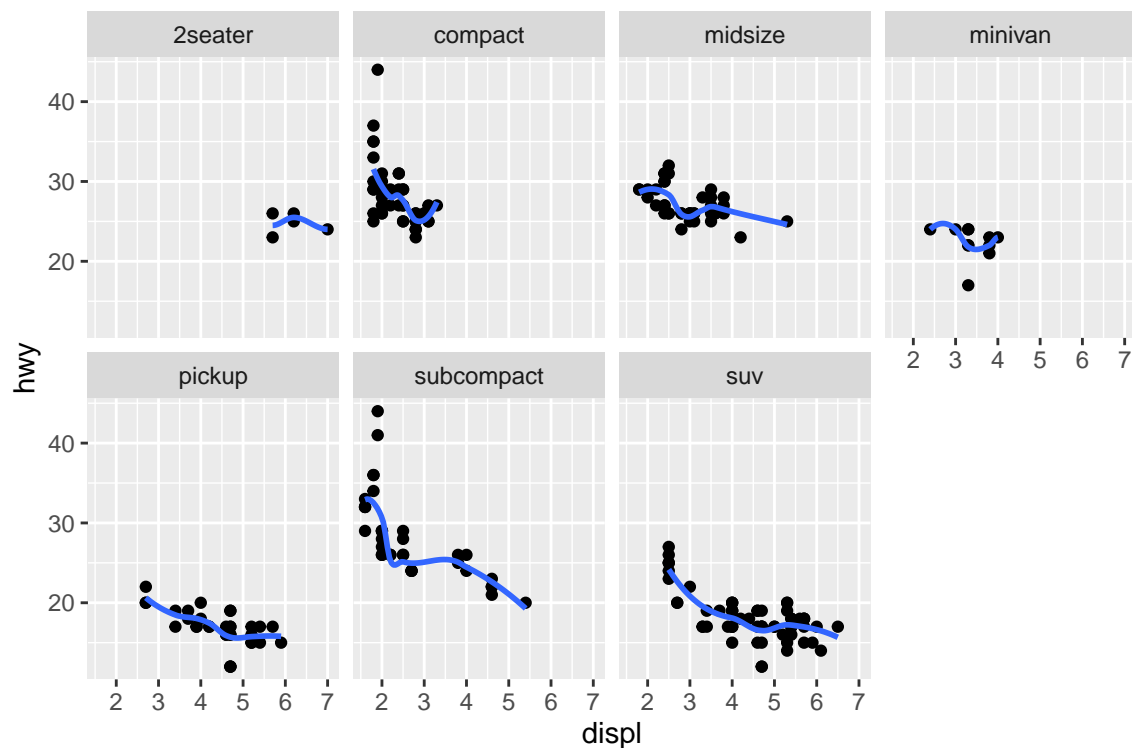 2seater compact midsize minivan
40
20
2 3 4 5 6 7
hwy
pickup subcompact suv
40
30
20
2 3 4 5 6 7 2 3 4 5 6 7 2 3 4 5 6 7
displ